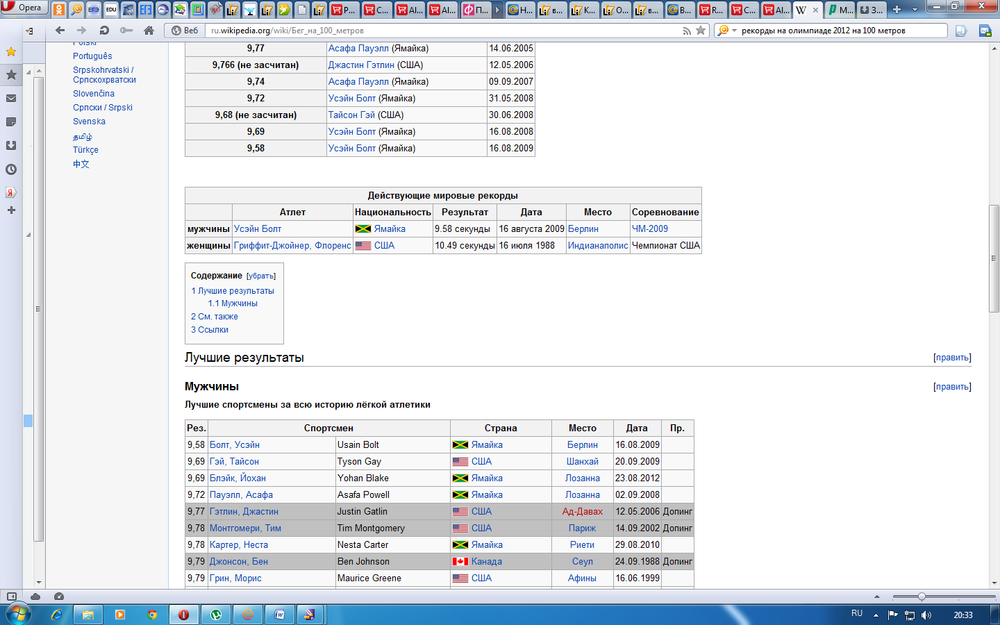 Opera
Р...
С...
Al...
Al...
П...
Н...
в...
К...
О...
в...
В...
R...
С...
Al...
W
М...
З...
Веб
ru.wikipedia.org/wiki/Бег_на_100_метров
рекорды на олимпиаде 2012 на 100 метров
Polski
Português
Srpskohrvatski /
Српскохрватски
Slovenčina
Српски / Srpski
Svenska
தமிழ்
Türkçe
中文
9,77 Асафа Пауэлл (Ямайка) 14.06.2005
9,766 (не засчитан) Джастин Гэтлин (США) 12.05.2006
9,74 Асафа Пауэлл (Ямайка) 09.09.2007
9,72 Усэйн Болт (Ямайка) 31.05.2008
9,68 (не засчитан) Тайсон Гэй (США) 30.06.2008
9,69 Усэйн Болт (Ямайка) 16.08.2008
9,58 Усэйн Болт (Ямайка) 16.08.2009
Действующие мировые рекорды
Атлет Национальность Результат Дата Место Соревнование
мужчины Усэйн Болт Ямайка 9.58 секунды 16 августа 2009 Берлин ЧМ-2009
женщины Гриффит-Джойнер, Флоренс США 10.49 секунды 16 июля 1988 Индианаполис Чемпионат США
Содержание [убрать]
1 Лучшие результаты
1.1 Мужчины
2 См. также
3 Ссылки
Лучшие результаты [править]
Мужчины [править]
Лучшие спортсмены за всю историю лёгкой атлетики
Рез. Спортсмен Страна Место Дата Пр.
9,58 Болт, Усэйн Usain Bolt Ямайка Берлин 16.08.2009
9,69 Гэй, Тайсон Tyson Gay США Шанхай 20.09.2009
9,69 Блэйк, Йохан Yohan Blake Ямайка Лозанна 23.08.2012
9,72 Пауэлл, Асафа Asafa Powell Ямайка Лозанна 02.09.2008
9,77 Гэтлин, Джастин Justin Gatlin США Ад-Давах 12.05.2006 Допинг
9,78 Монтгомери, Тим Tim Montgomery США Париж 14.09.2002 Допинг
9,78 Картер, Неста Nesta Carter Ямайка Риети 29.08.2010
9,79 Джонсон, Бен Ben Johnson Канада Сеул 24.09.1988 Допинг
9,79 Грин, Морис Maurice Greene США Афины 16.06.1999
RU
20:33